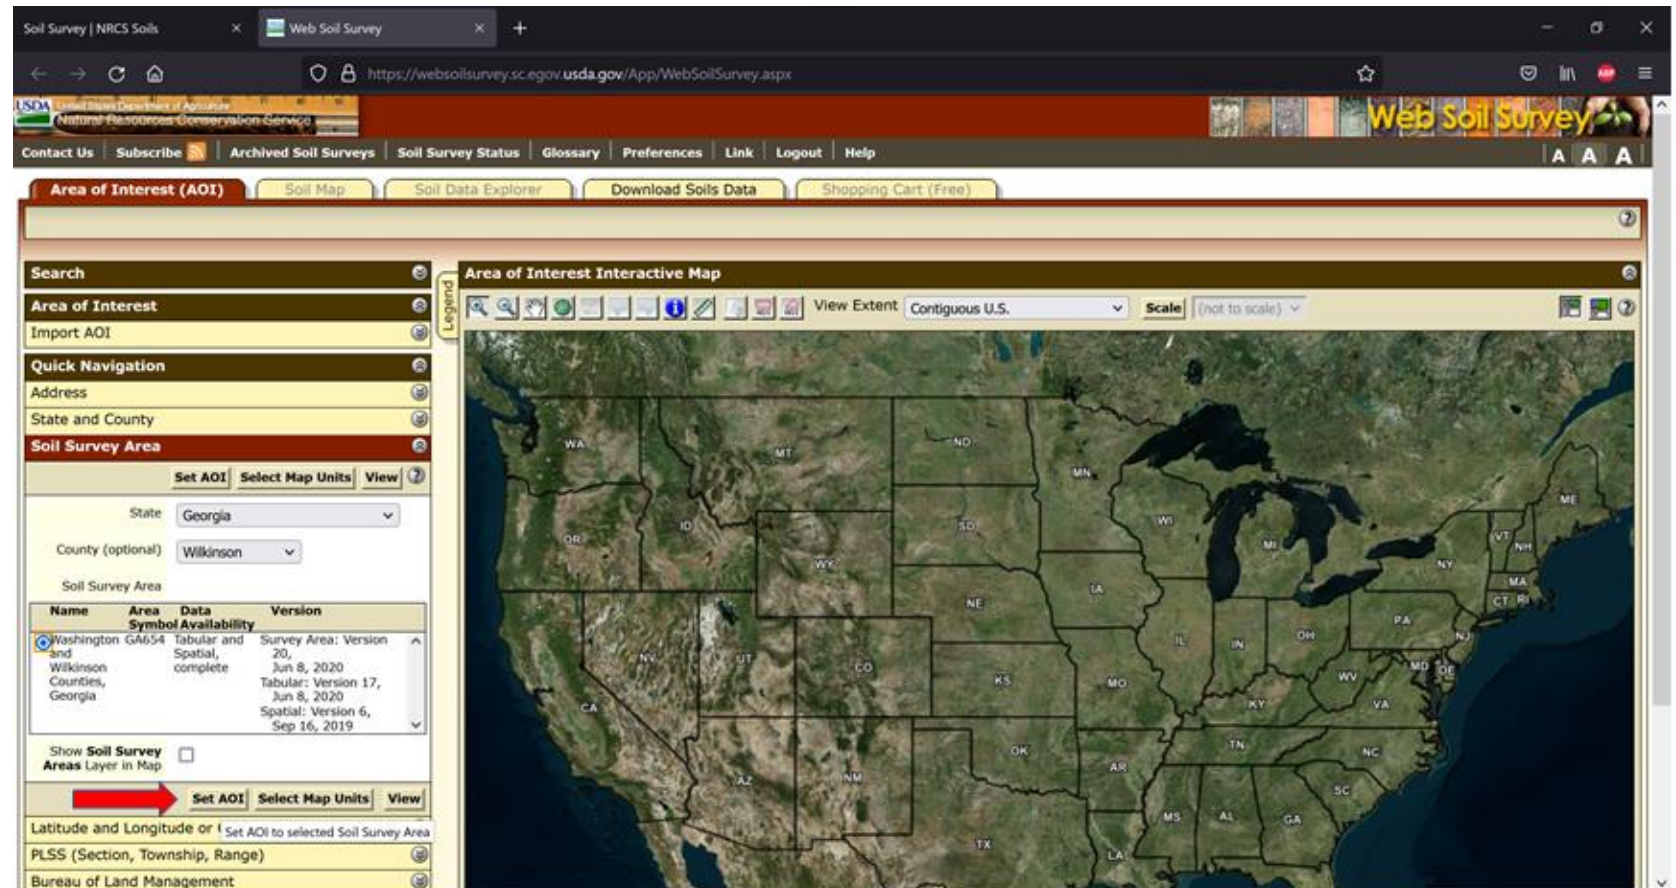 Soil Survey | NRCS Soils
Web Soil Survey
https://websoilsurvey.sc.egov.usda.gov/App/WebSoilSurvey.aspx
USDA United States Department of Agriculture
Natural Resources Conservation Service
Web Soil Survey
Contact Us Subscribe Archived Soil Surveys Soil Survey Status Glossary Preferences Link Logout Help A A A
Area of Interest (AOI) Soil Map Soil Data Explorer Download Soils Data Shopping Cart (Free)
Search
Area of Interest
Import AOI
Quick Navigation
Address
State and County
Soil Survey Area
Set AOI Select Map Units View
State Georgia
County (optional) Wilkinson
Soil Survey Area
Name Area Data Version
Symbol Availability
Washington GA654 Tabular and Survey Area: Version
and Spatial, 20,
Wilkinson complete Jun 8, 2020
Counties, Tabular: Version 17,
Georgia Jun 8, 2020
Spatial: Version 6,
Sep 16, 2019
Show Soil Survey
Areas Layer in Map
Set AOI Select Map Units View
Latitude and Longitude or
Set AOI to selected Soil Survey Area
PLSS (Section, Township, Range)
Bureau of Land Management
Legend
Area of Interest Interactive Map
View Extent Contiguous U.S. Scale (not to scale)
WA MT ND MN ME
OR ID SD WI MI VT NH
WY NY MA
IA CT RI
NE PA
NV UT CO IL IN OH NJ
KS MO WV MD DE
CA KY VA
OK TN NC
AZ NM AR SC
MS AL GA
TX LA